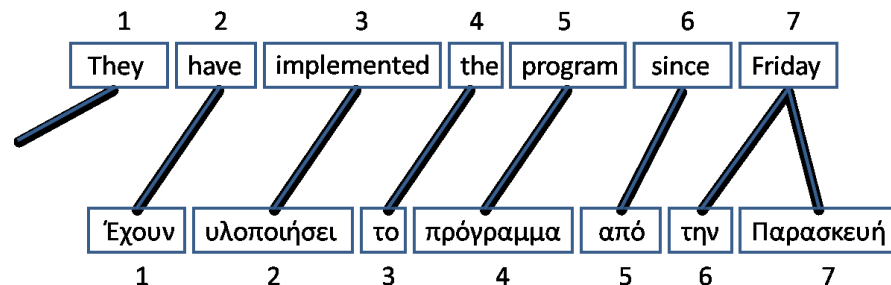 1 2 3 4 5 6 7
They have implemented the program since Friday
Έχουν υλοποιήσει το πρόγραμμα από την Παρασκευή
1 2 3 4 5 6 7